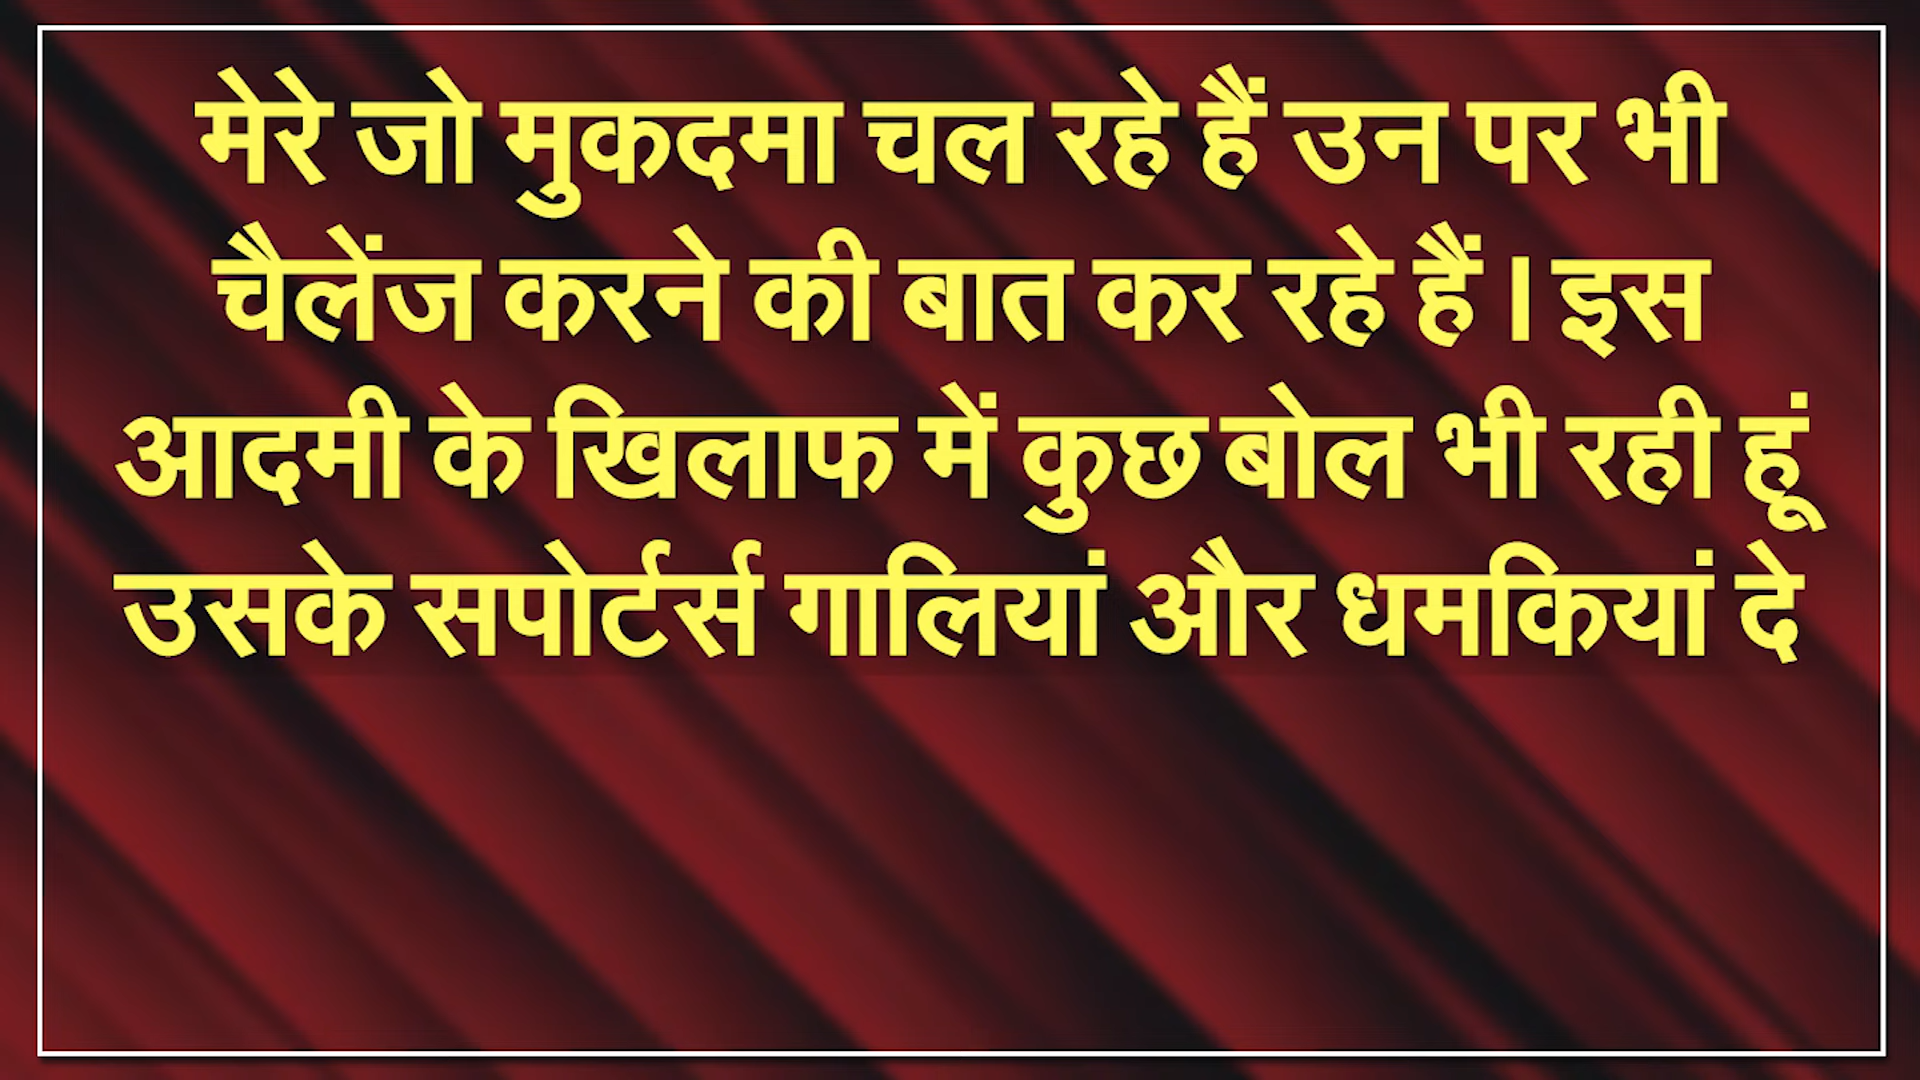 मेरे जो मुकदमा चल रहे हैं उन पर भी
चैलेंज करने की बात कर रहे हैं । इस
आदमी के खिलाफ में कुछ बोल भी रही हूं
उसके सपोर्टर्स गालियां और धमकियां दे